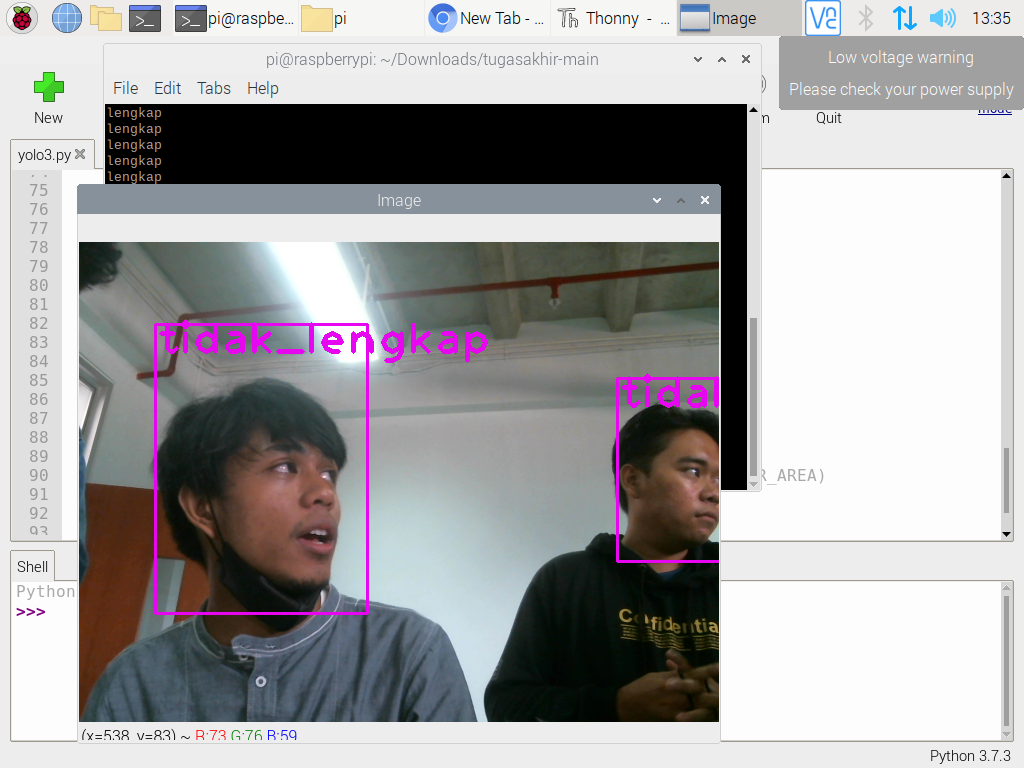 pi@raspbe...
pi
New Tab - ...
Thonny - ...
Image
13:35
pi@raspberrypi: ~/Downloads/tugasakhir-main
Low voltage warning
Please check your power supply
File Edit Tabs Help
New
Quit
mode
lengkap
lengkap
lengkap
lengkap
lengkap
yolo3.py
75
76
77
78
79
80
81
82
83
84
85
86
87
88
89
90
91
92
93
Image
tidak_lengkap
tidak
R_AREA)
Confidential
Shell
Python
>>>
(x=538, y=83) ~ R:73 G:76 B:59
Python 3.7.3